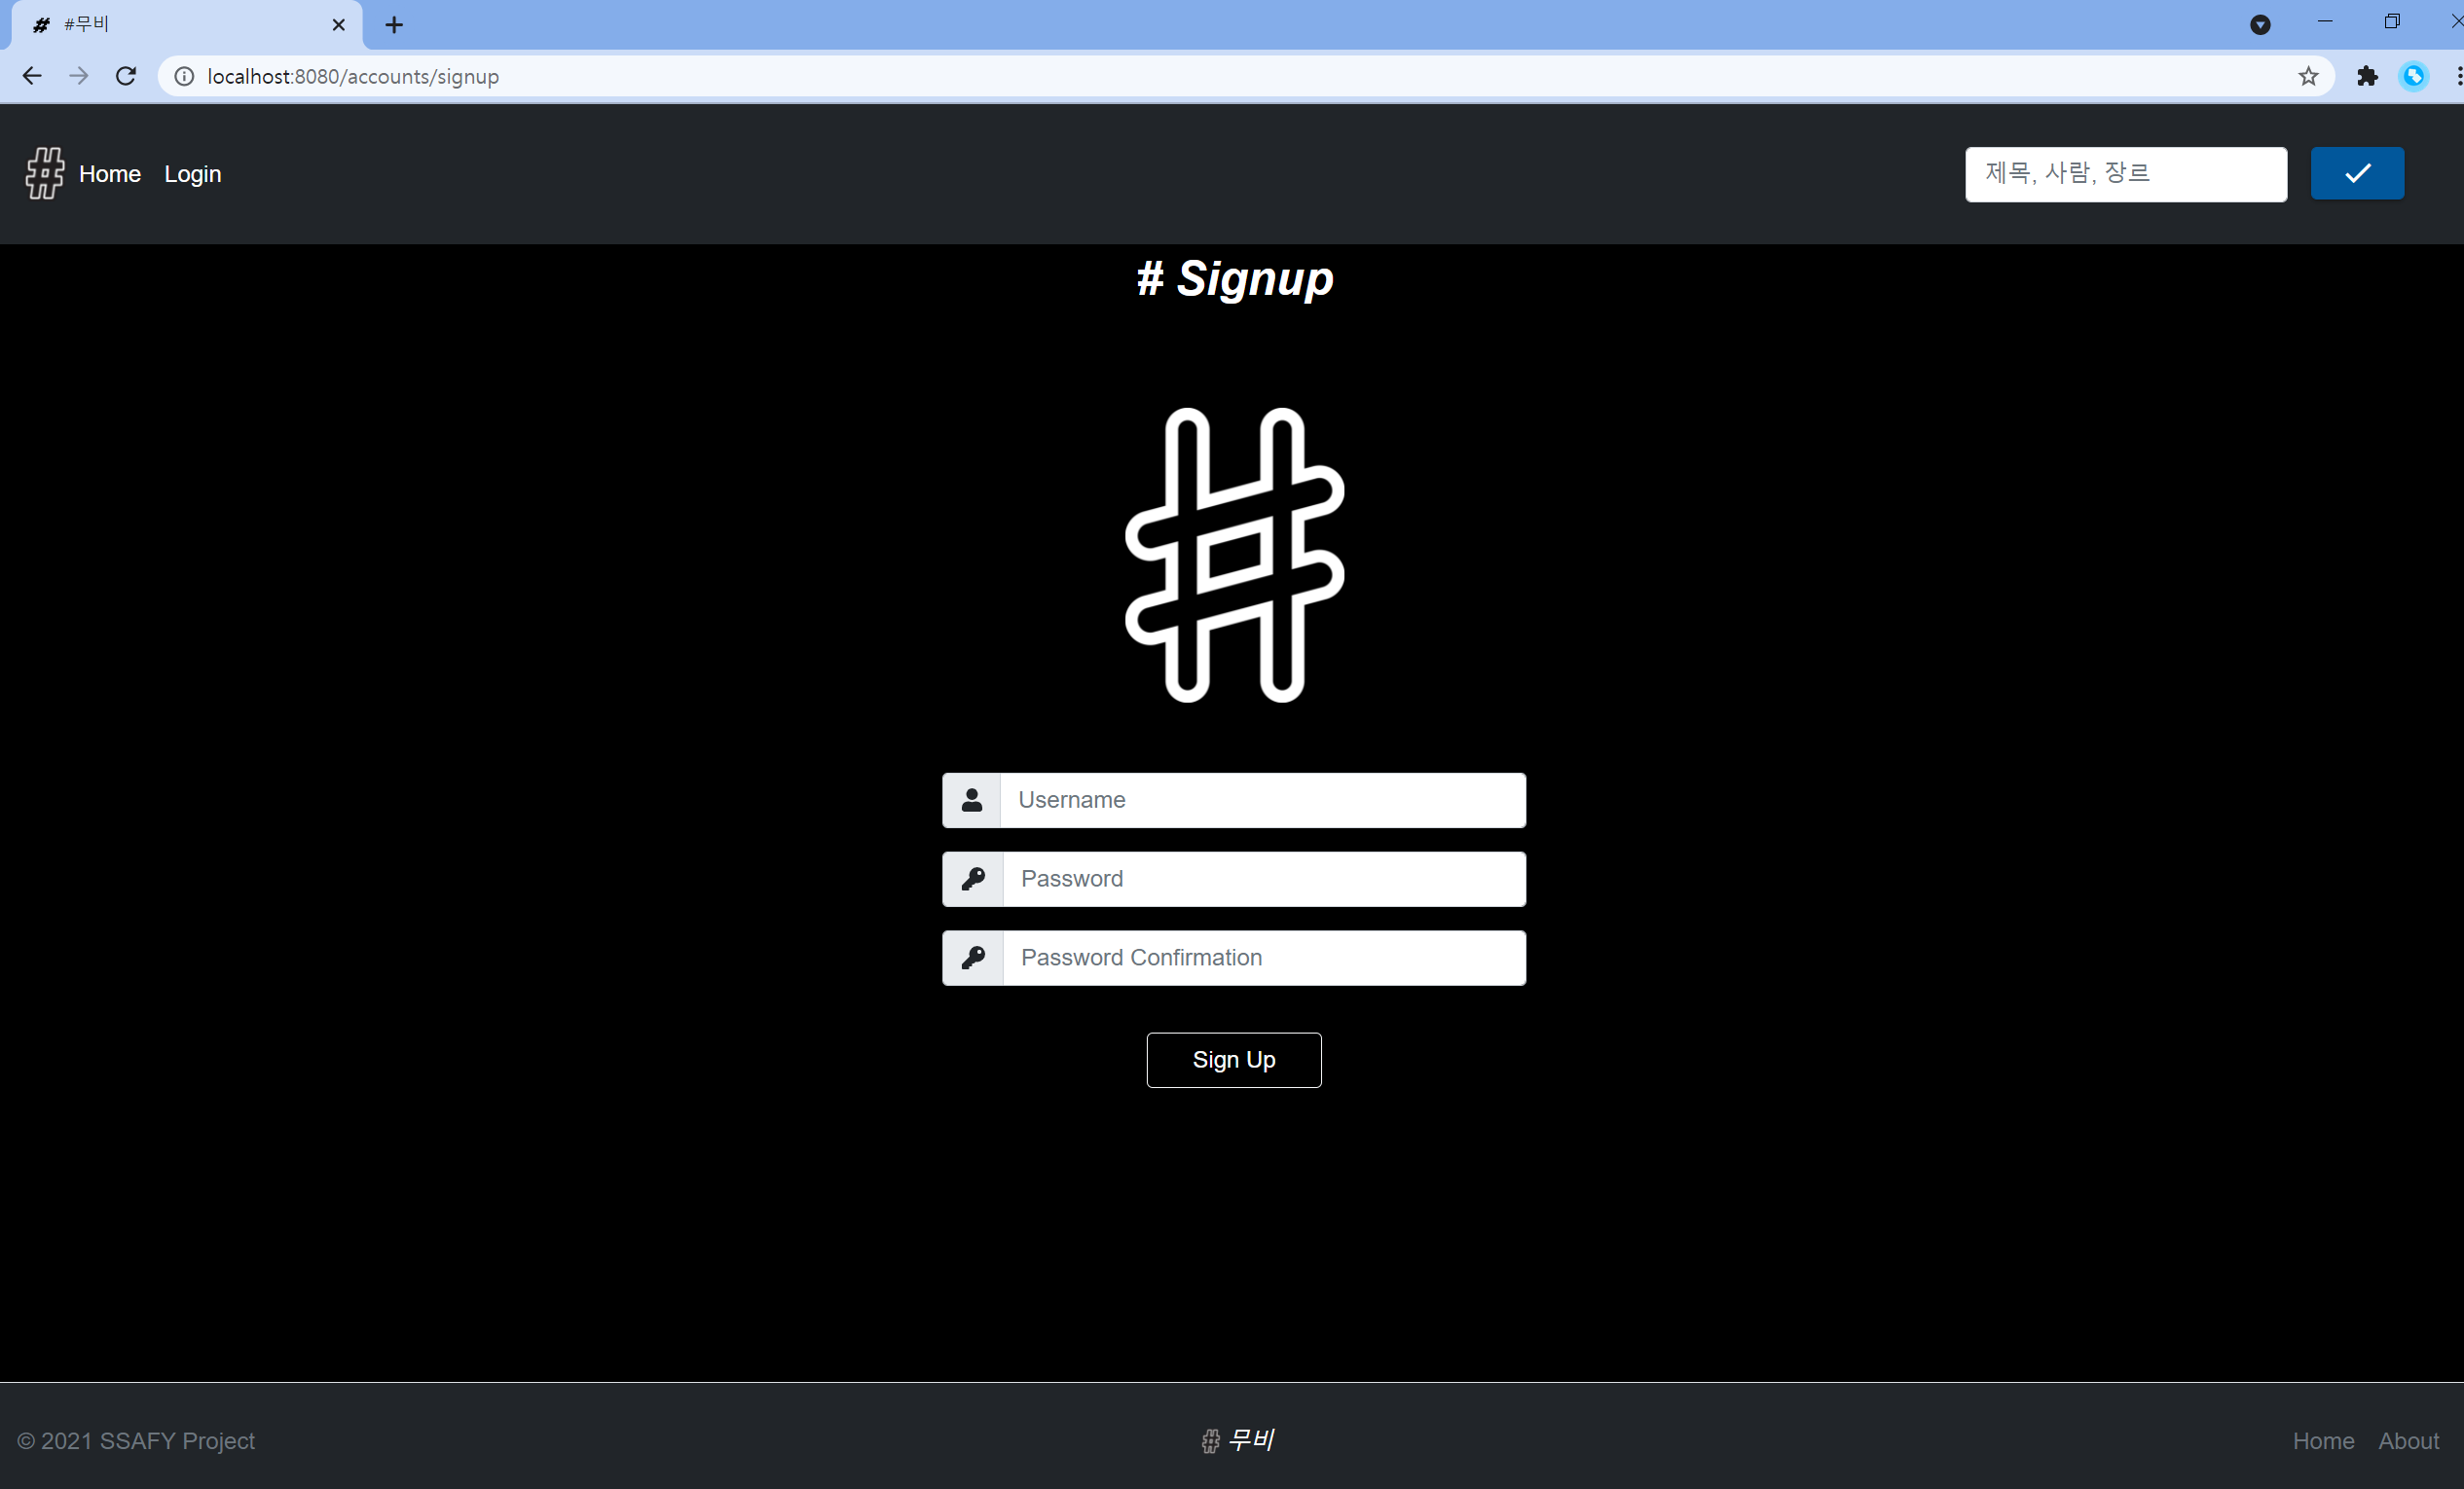 #무비
localhost:8080/accounts/signup
Home Login
제목, 사람, 장르
# Signup
Username
Password
Password Confirmation
Sign Up
© 2021 SSAFY Project
# 무비
Home About